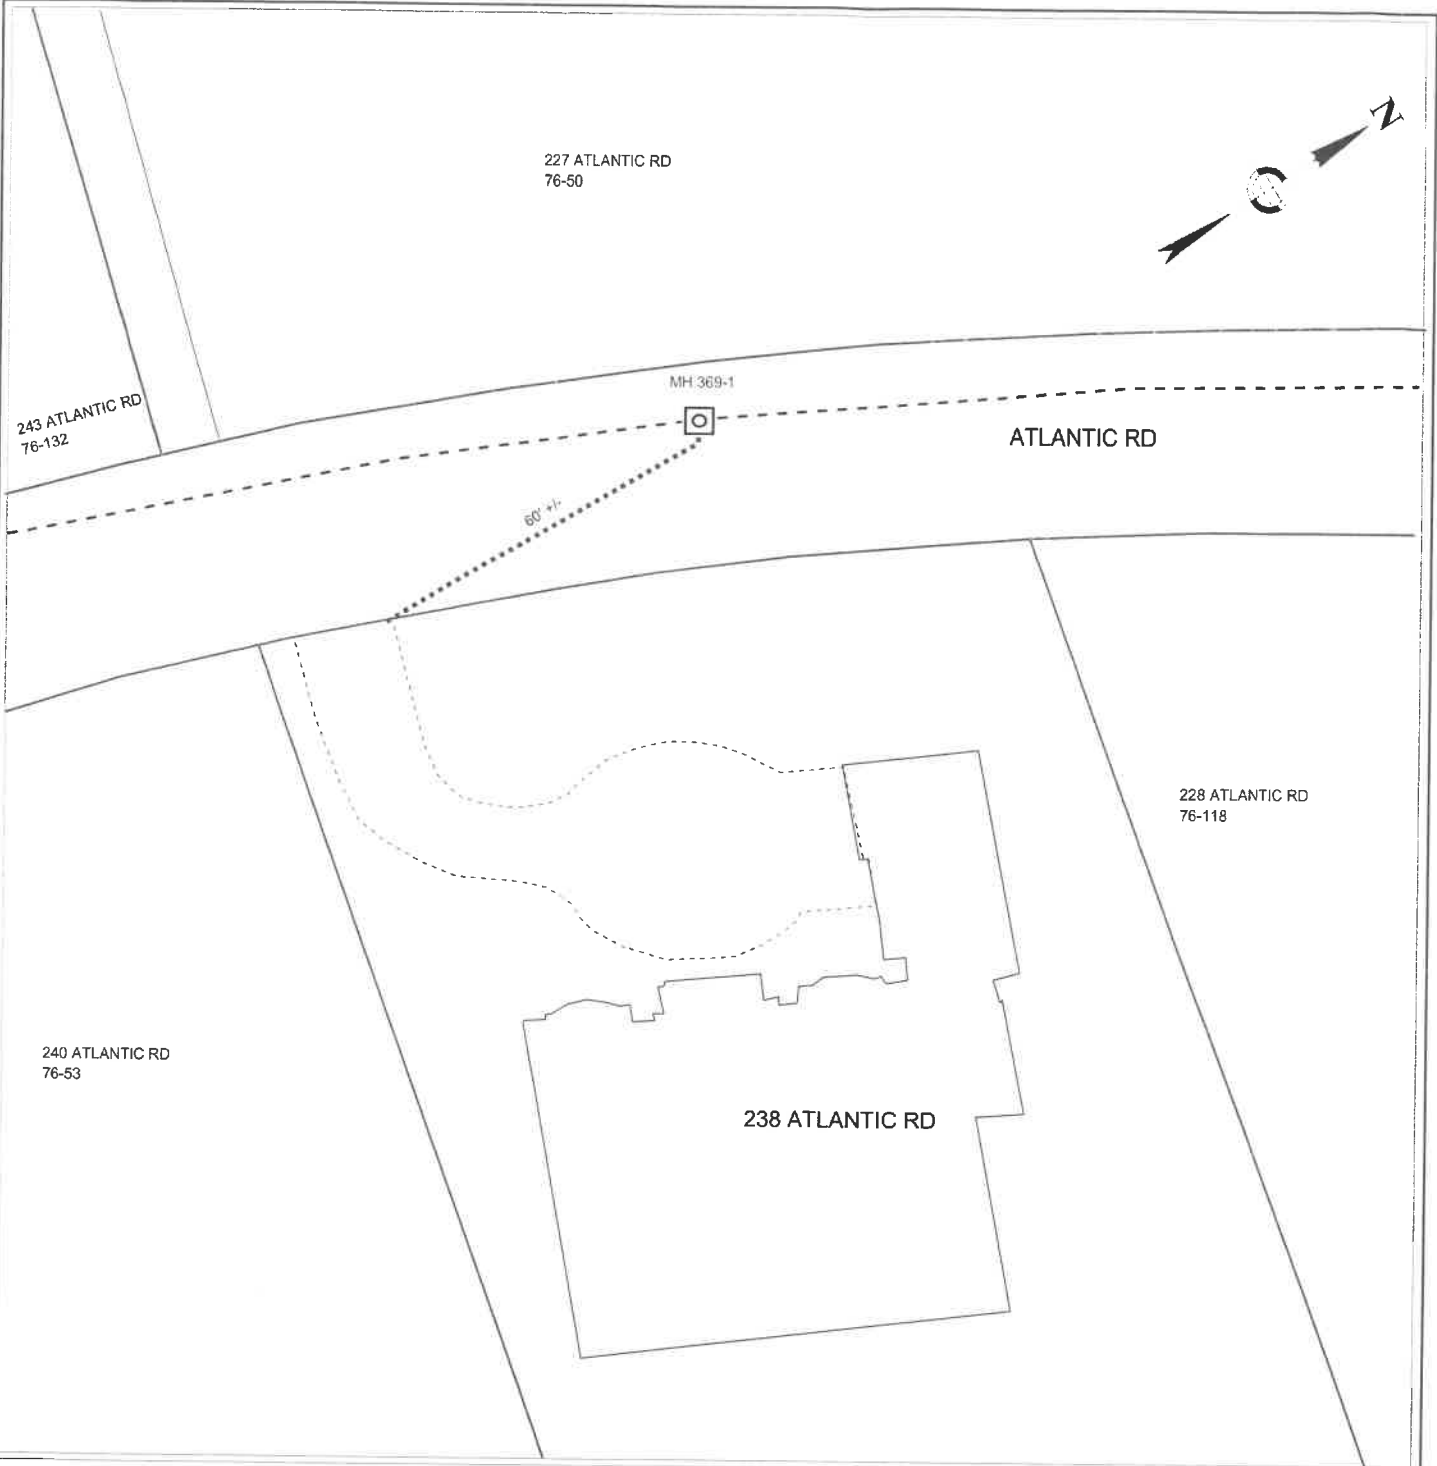 227 ATLANTIC RD
76-50
N
MH 369-1
243 ATLANTIC RD
76-132
ATLANTIC RD
60' +/-
228 ATLANTIC RD
76-118
240 ATLANTIC RD
76-53
238 ATLANTIC RD